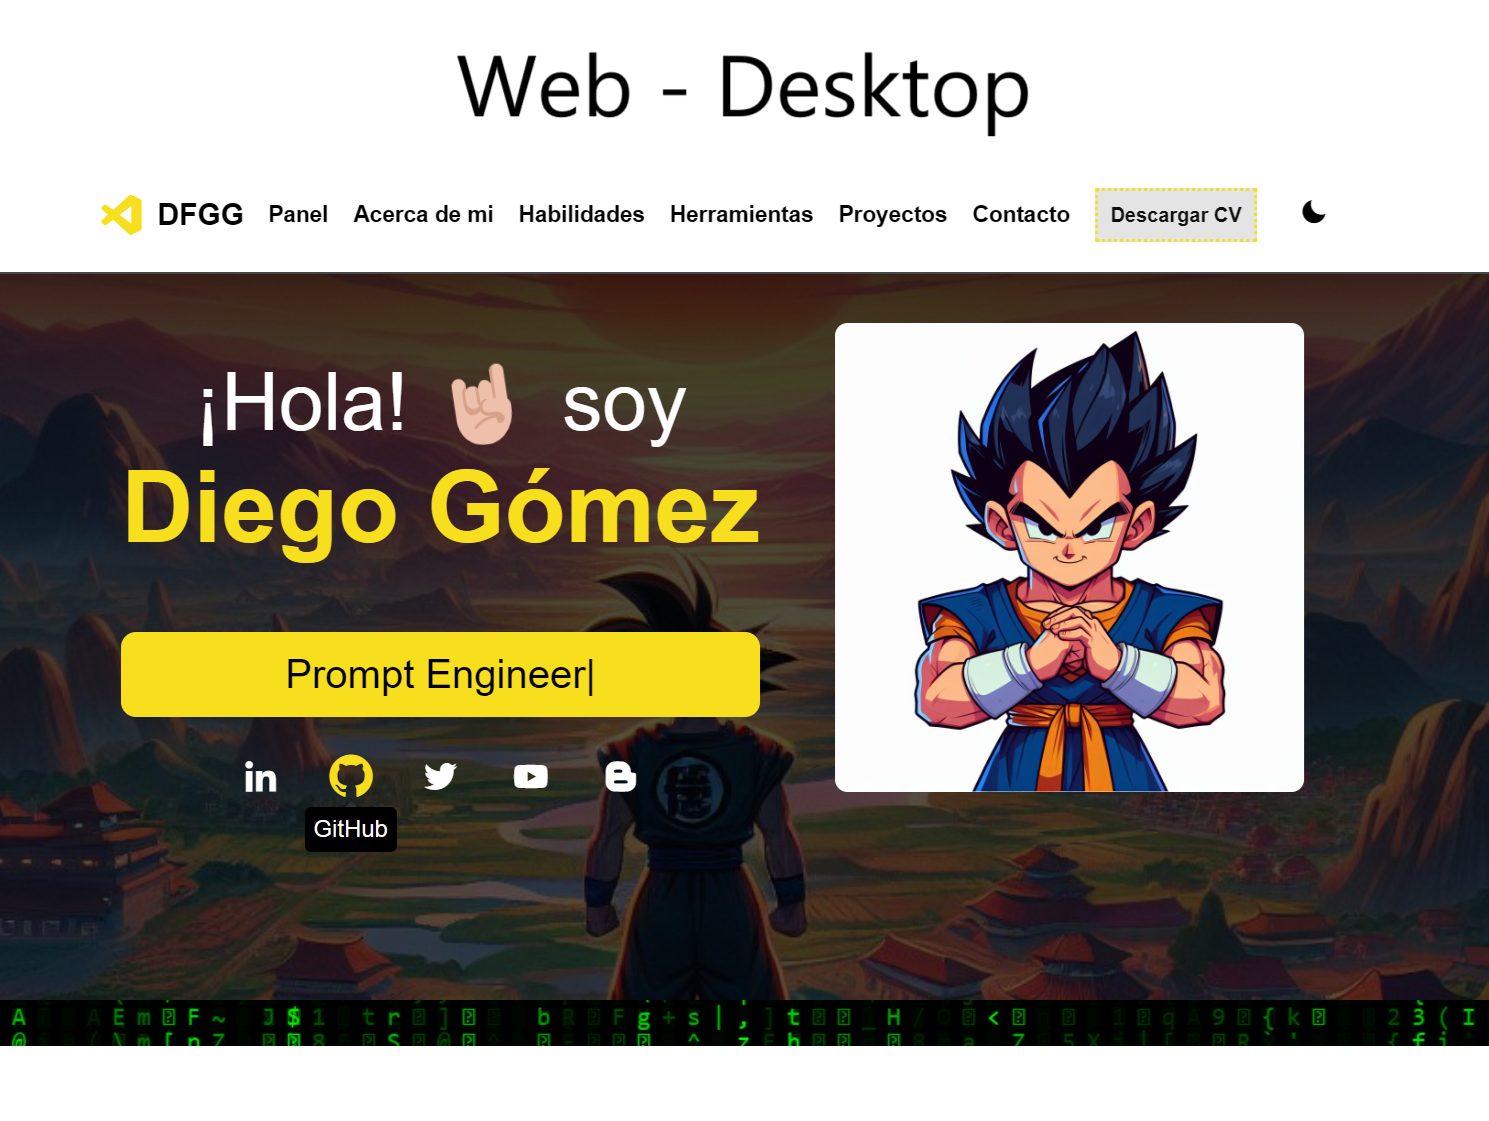 Web - Desktop
DFGG Panel Acerca de mi Habilidades Herramientas Proyectos Contacto Descargar CV
¡Hola! 🤘🏻 soy
Diego Gómez
Prompt Engineer|
in
GitHub